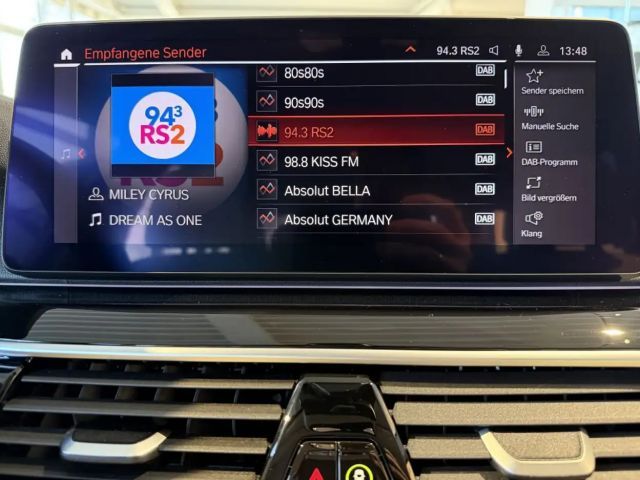 Empfangene Sender
94.3 RS2
13:48
94³
RS2
MILEY CYRUS
DREAM AS ONE
80s80s DAB
90s90s DAB
94.3 RS2 DAB
98.8 KISS FM DAB
Absolut BELLA DAB
Absolut GERMANY DAB
Sender speichern
Manuelle Suche
DAB-Programm
Bild vergrößern
Klang